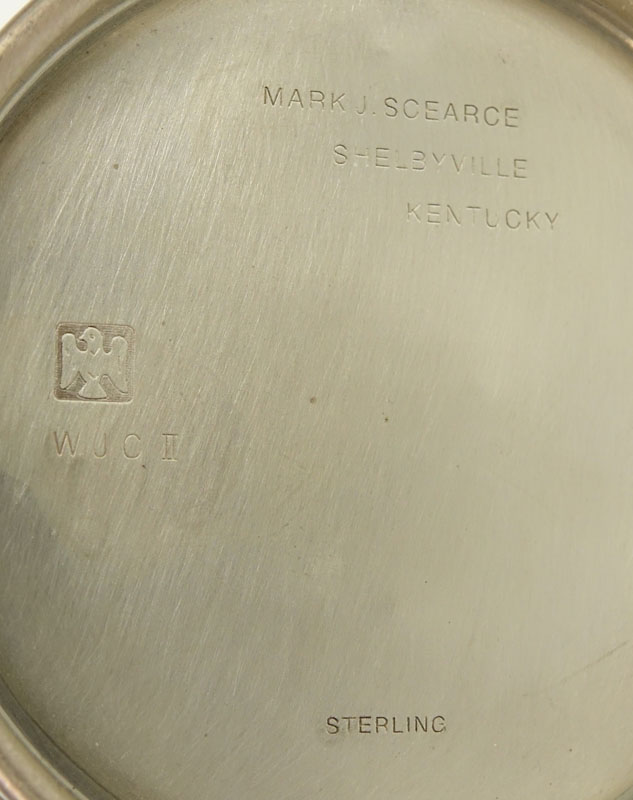 MARK J. SCEARCE
SHELBYVILLE
KENTUCKY
WJC II
STERLING